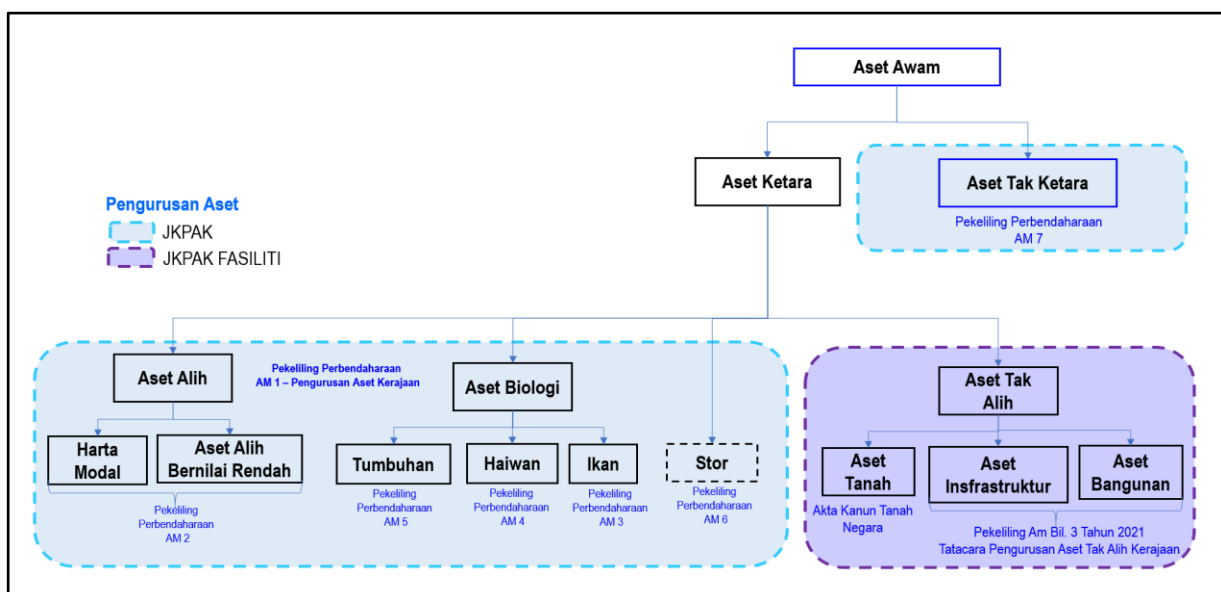 Aset Awam
Aset Ketara
Aset Tak Ketara
Pekeliling Perbendaharaan
AM 7
Pengurusan Aset
JKPAK
JKPAK FASILITI
Aset Alih
Pekeliling Perbendaharaan
AM 1 – Pengurusan Aset Kerajaan
Aset Biologi
Aset Tak
Alih
Harta
Modal
Aset Alih
Bernilai Rendah
Pekeliling
Perbendaharaan
AM 2
Tumbuhan
Pekeliling
Perbendaharaan
AM 5
Haiwan
Pekeliling
Perbendaharaan
AM 4
Ikan
Pekeliling
Perbendaharaan
AM 3
Stor
Pekeliling
Perbendaharaan
AM 6
Aset
Tanah
Akta Kanun Tanah
Negara
Aset
Insfrastruktur
Aset
Bangunan
Pekeliling Am Bil. 3 Tahun 2021
Tatacara Pengurusan Aset Tak Alih Kerajaan